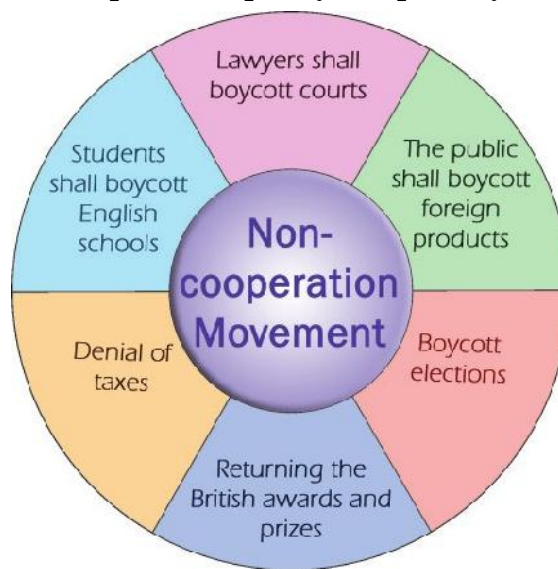 Lawyers shall
boycott courts
The public
shall boycott
foreign
products
Boycott
elections
Returning the
British awards and
prizes
Denial of
taxes
Students
shall boycott
English
schools
Non-
cooperation
Movement